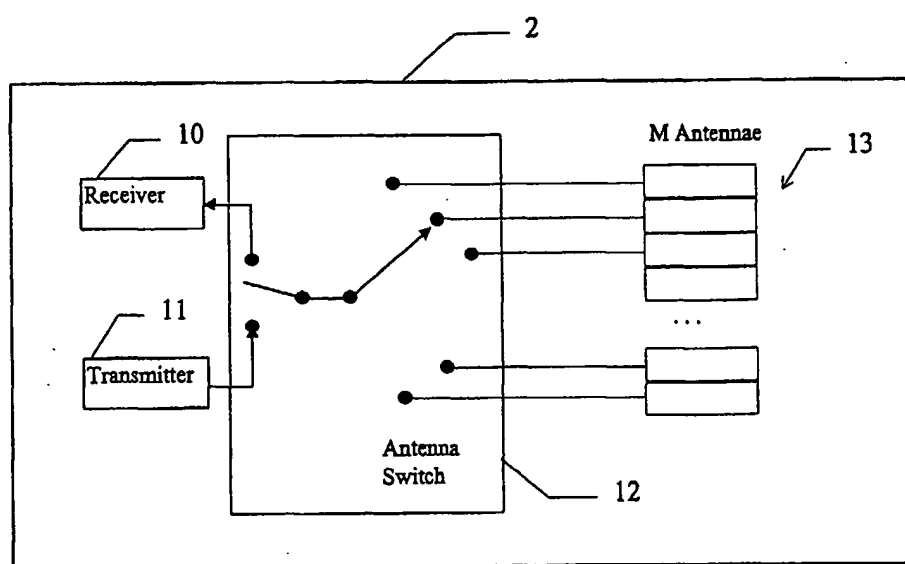 2
10
M Antennae
13
Receiver
11
Transmitter
...
Antenna
Switch
12